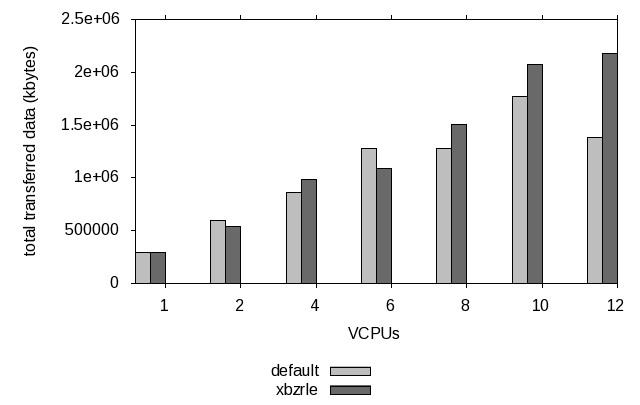 2.5e+06
2e+06
1.5e+06
1e+06
500000
0
total transferred data (kbytes)
1 2 4 6 8 10 12
VCPUs
default
xbzrle